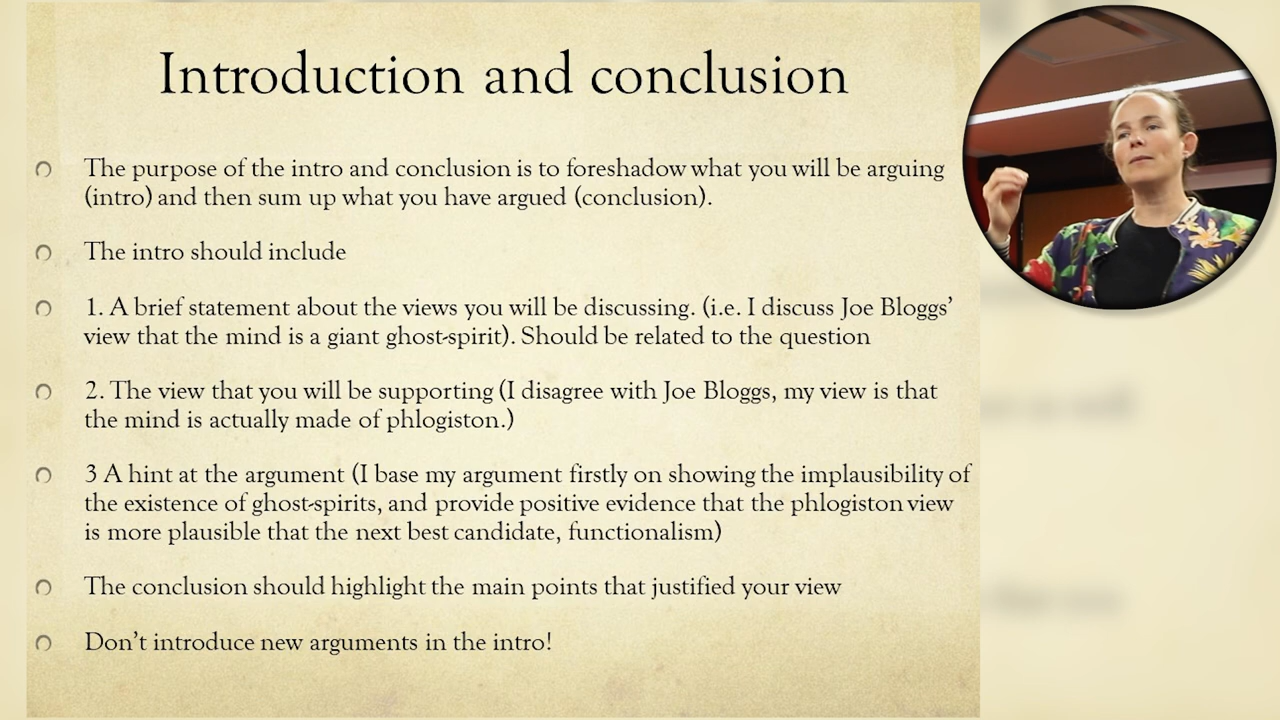 Introduction and conclusion
The purpose of the intro and conclusion is to foreshadow what you will be arguing
(intro) and then sum up what you have argued (conclusion).
The intro should include
1. A brief statement about the views you will be discussing. (i.e. I discuss Joe Bloggs’
view that the mind is a giant ghost-spirit). Should be related to the question
2. The view that you will be supporting (I disagree with Joe Bloggs, my view is that
the mind is actually made of phlogiston.)
3 A hint at the argument (I base my argument firstly on showing the implausibility of
the existence of ghost-spirits, and provide positive evidence that the phlogiston view
is more plausible that the next best candidate, functionalism)
The conclusion should highlight the main points that justified your view
Don’t introduce new arguments in the intro!